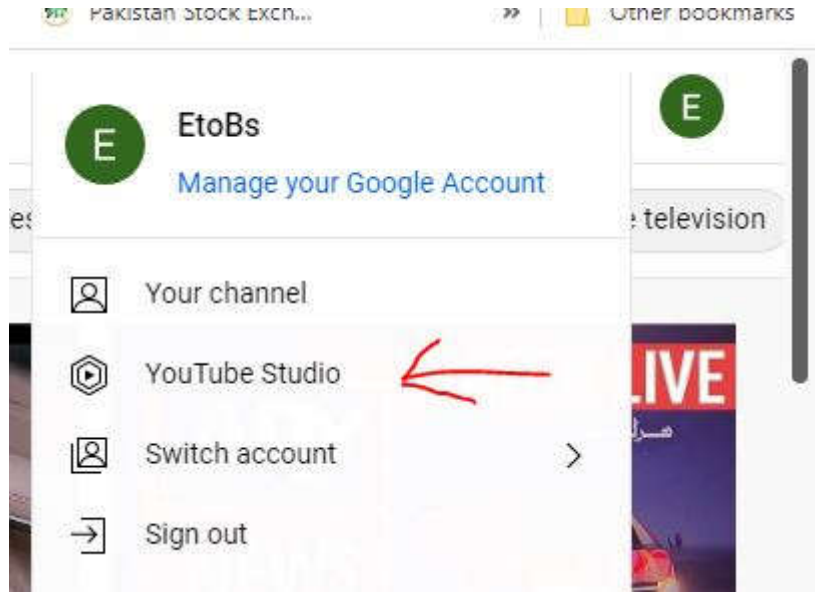 Pakistan Stock Exch...
»
Other bookmarks
E
EtoBs
Manage your Google Account
E
es
e television
Your channel
YouTube Studio
Switch account
Sign out
LIVE